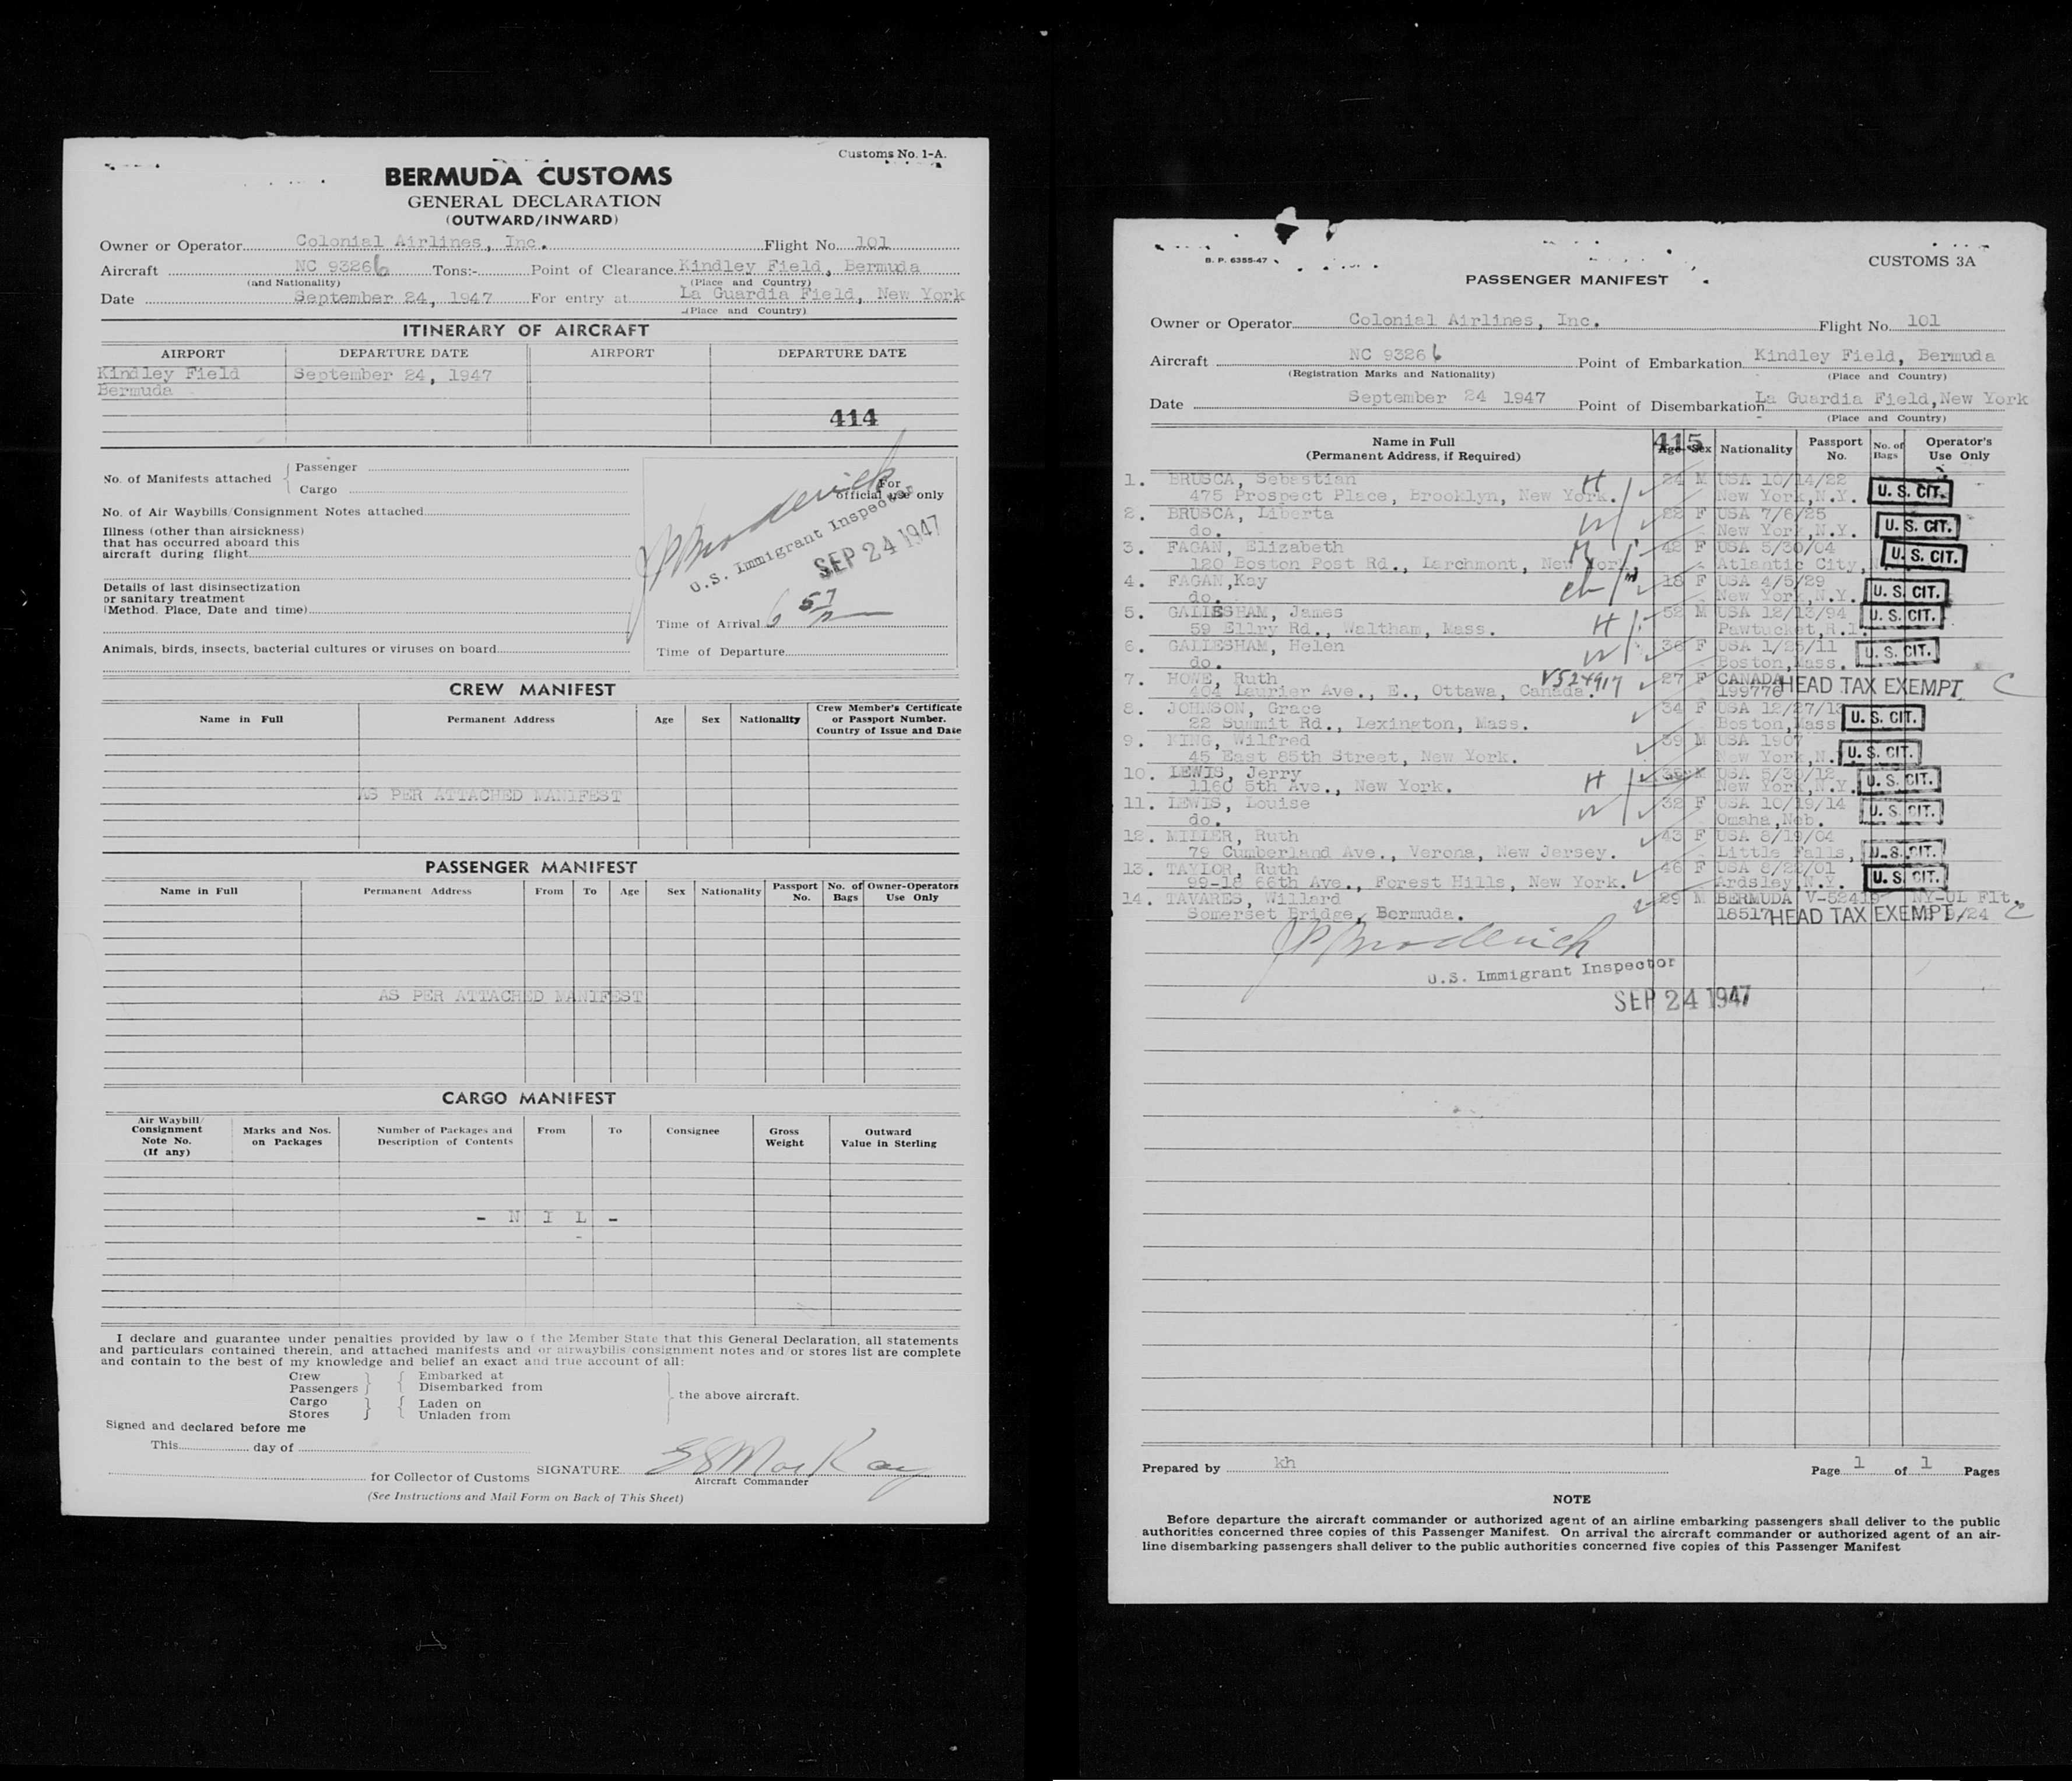 Customs No. 1-A.
BERMUDA CUSTOMS
GENERAL DECLARATION
(OUTWARD/INWARD)
Owner or Operator Colonial Airlines, Inc. Flight No. 101
Aircraft NC 93266 Tons:- Point of Clearance Kindley Field, Bermuda
(and Nationality) (Place and Country)
Date September 24, 1947 For entry at La Guardia Field, New York
(Place and Country)
ITINERARY OF AIRCRAFT
AIRPORT DEPARTURE DATE AIRPORT DEPARTURE DATE
Kindley Field September 24, 1947
Bermuda
414
No. of Manifests attached { Passenger
Cargo
For
official use only
No. of Air Waybills/Consignment Notes attached
Illness (other than airsickness)
that has occurred aboard this
aircraft during flight
Details of last disinsectization
or sanitary treatment
(Method. Place, Date and time)
Animals, birds, insects, bacterial cultures or viruses on board
J P Broderick
U.S. Immigrant Inspector
SEP 24 1947
Time of Arrival 6 57
Time of Departure
CREW MANIFEST
Name in Full Permanent Address Age Sex Nationality Crew Member's Certificate
or Passport Number.
Country of Issue and Date
AS PER ATTACHED MANIFEST
PASSENGER MANIFEST
Name in Full Permanent Address From To Age Sex Nationality Passport No. No. of Bags Owner-Operators Use Only
AS PER ATTACHED MANIFEST
CARGO MANIFEST
Air Waybill/
Consignment
Note No.
(If any)
Marks and Nos.
on Packages
Number of Packages and
Description of Contents
From To Consignee
Gross
Weight
Outward
Value in Sterling
- N I L -
I declare and guarantee under penalties provided by law of the Member State that this General Declaration, all statements
and particulars contained therein, and attached manifests and or airwaybilis consignment notes and/or stores list are complete
and contain to the best of my knowledge and belief an exact and true account of all:
Crew Embarked at
Passengers Disembarked from
the above aircraft.
Cargo Laden on
Stores Unladen from
Signed and declared before me
This day of
for Collector of Customs SIGNATURE
Aircraft Commander
(See Instructions and Mail Form on Back of This Sheet)
B. P. 6355-47
CUSTOMS 3A
PASSENGER MANIFEST
Owner or Operator Colonial Airlines, Inc. Flight No. 101
Aircraft NC 93266 Point of Embarkation Kindley Field, Bermuda
(Registration Marks and Nationality) (Place and Country)
Date September 24 1947 Point of Disembarkation La Guardia Field, New York
(Place and Country)
415
Name in Full
(Permanent Address, if Required)
Age Sex Nationality Passport No. No. of Bags Operator's Use Only
1. BRUSCA, Sebastian H 24 M USA 10/14/22
475 Prospect Place, Brooklyn, New York. New York, N.Y. U. S. CIT.
2. BRUSCA, Liberta W 22 F USA 7/6/25
do. New York, N.Y. U. S. CIT.
3. FAGAN, Elizabeth M 42 F USA 5/30/04
120 Boston Post Rd., Larchmont, New York, Atlantic City, U. S. CIT.
4. FAGAN, Kay ch 18 F USA 4/5/29
do. New York, N.Y. U. S. CIT.
5. GALLESHAM, James H 52 M USA 12/13/94
59 Ellry Rd., Waltham, Mass. Pawtucket, R.I. U. S. CIT.
6. GALLESHAM, Helen W 36 F USA 1/25/11
do. Boston, Mass. U. S. CIT.
7. HOWE, Ruth V524917 27 F CANADA
404 Laurier Ave., E., Ottawa, Canada. 199776 HEAD TAX EXEMPT C
8. JOHNSON, Grace 34 F USA 12/27/13
22 Summit Rd., Lexington, Mass. Boston, Mass U. S. CIT.
9. KING, Wilfred 39 M USA 1907
45 East 85th Street, New York. New York, N. U. S. CIT.
10. LEWIS, Jerry H 35 M USA 5/30/12
1160 5th Ave., New York. New York, N.Y. U. S. CIT.
11. LEWIS, Louise W 32 F USA 10/19/14
do. Omaha, Neb. U. S. CIT.
12. MILLER, Ruth 43 F USA 8/19/04
79 Cumberland Ave., Verona, New Jersey. Little Falls, U. S. CIT.
13. TAYLOR, Ruth 46 F USA 8/22/01
99-18 66th Ave., Forest Hills, New York. Ardsley, N.Y. U. S. CIT.
14. TAVARES, Willard 29 M BERMUDA V-52419 NY-UL Flt.
Somerset Bridge, Bermuda. 18517 HEAD TAX EXEMPT 9/24 C
J P Broderick
U.S. Immigrant Inspector
SEP 24 1947
Prepared by kh Page 1 of 1 Pages
NOTE
Before departure the aircraft commander or authorized agent of an airline embarking passengers shall deliver to the public
authorities concerned three copies of this Passenger Manifest. On arrival the aircraft commander or authorized agent of an air-
line disembarking passengers shall deliver to the public authorities concerned five copies of this Passenger Manifest